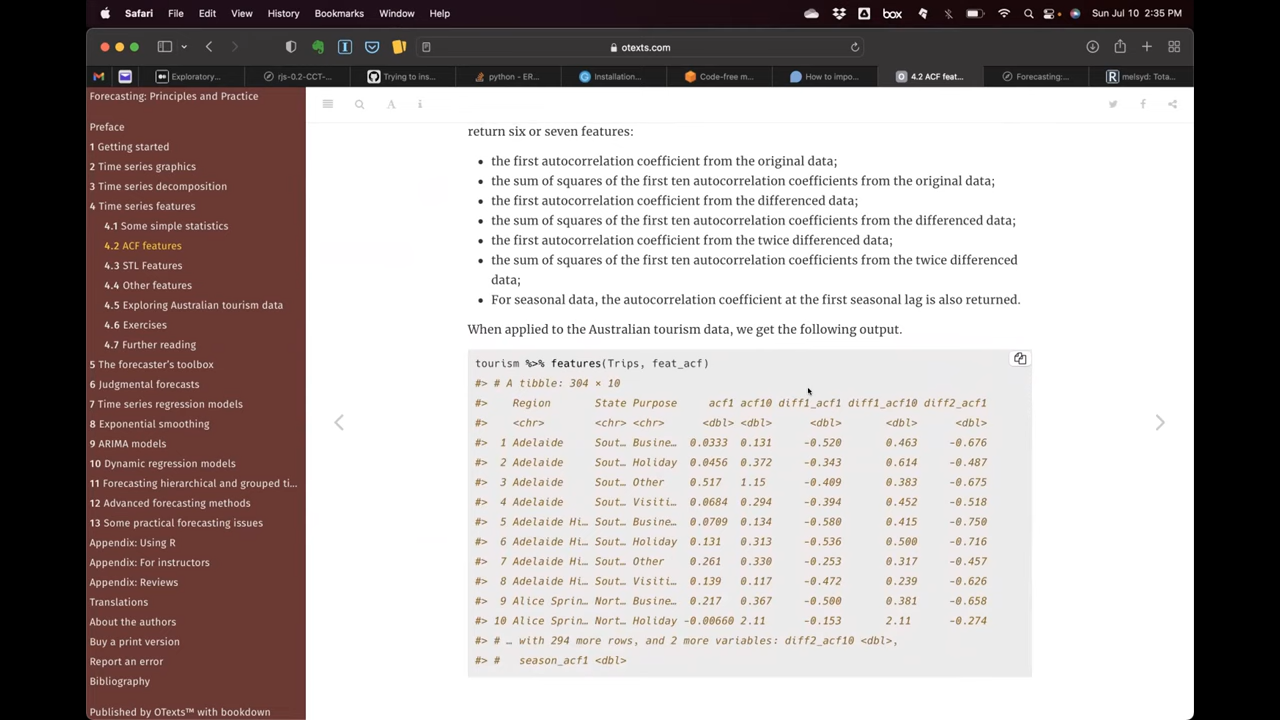 Safari File Edit View History Bookmarks Window Help
box
Sun Jul 10 2:35 PM
otexts.com
Exploratory...
rjs-0.2-CCT-...
Trying to ins...
python - ER...
Installation...
Code-free m...
How to impo...
4.2 ACF feat...
Forecasting:...
melsyd: Tota...
Forecasting: Principles and Practice
Preface
1 Getting started
2 Time series graphics
3 Time series decomposition
4 Time series features
4.1 Some simple statistics
4.2 ACF features
4.3 STL Features
4.4 Other features
4.5 Exploring Australian tourism data
4.6 Exercises
4.7 Further reading
5 The forecaster's toolbox
6 Judgmental forecasts
7 Time series regression models
8 Exponential smoothing
9 ARIMA models
10 Dynamic regression models
11 Forecasting hierarchical and grouped ti...
12 Advanced forecasting methods
13 Some practical forecasting issues
Appendix: Using R
Appendix: For instructors
Appendix: Reviews
Translations
About the authors
Buy a print version
Report an error
Bibliography
Published by OTexts™ with bookdown
return six or seven features:
• the first autocorrelation coefficient from the original data;
• the sum of squares of the first ten autocorrelation coefficients from the original data;
• the first autocorrelation coefficient from the differenced data;
• the sum of squares of the first ten autocorrelation coefficients from the differenced data;
• the first autocorrelation coefficient from the twice differenced data;
• the sum of squares of the first ten autocorrelation coefficients from the twice differenced
data;
• For seasonal data, the autocorrelation coefficient at the first seasonal lag is also returned.
When applied to the Australian tourism data, we get the following output.
tourism %>% features(Trips, feat_acf)
#> # A tibble: 304 × 10
#> Region State Purpose acf1 acf10 diff1_acf1 diff1_acf10 diff2_acf1
#> <chr> <chr> <chr> <dbl> <dbl> <dbl> <dbl> <dbl>
#> 1 Adelaide Sout… Busine… 0.0333 0.131 -0.520 0.463 -0.676
#> 2 Adelaide Sout… Holiday 0.0456 0.372 -0.343 0.614 -0.487
#> 3 Adelaide Sout… Other 0.517 1.15 -0.409 0.383 -0.675
#> 4 Adelaide Sout… Visiti… 0.0684 0.294 -0.394 0.452 -0.518
#> 5 Adelaide Hi… Sout… Busine… 0.0709 0.134 -0.580 0.415 -0.750
#> 6 Adelaide Hi… Sout… Holiday 0.131 0.313 -0.536 0.500 -0.716
#> 7 Adelaide Hi… Sout… Other 0.261 0.330 -0.253 0.317 -0.457
#> 8 Adelaide Hi… Sout… Visiti… 0.139 0.117 -0.472 0.239 -0.626
#> 9 Alice Sprin… Nort… Busine… 0.217 0.367 -0.500 0.381 -0.658
#> 10 Alice Sprin… Nort… Holiday -0.00660 2.11 -0.153 2.11 -0.274
#> # … with 294 more rows, and 2 more variables: diff2_acf10 <dbl>,
#> # season_acf1 <dbl>